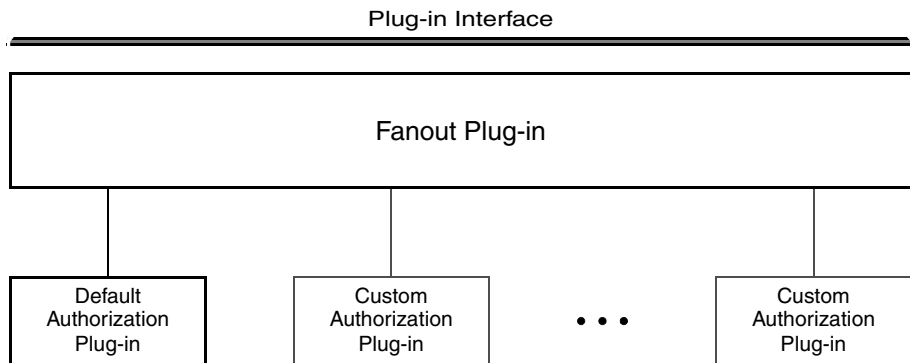 Plug-in Interface
Fanout Plug-in
Default
Authorization
Plug-in
Custom
Authorization
Plug-in
• • •
Custom
Authorization
Plug-in